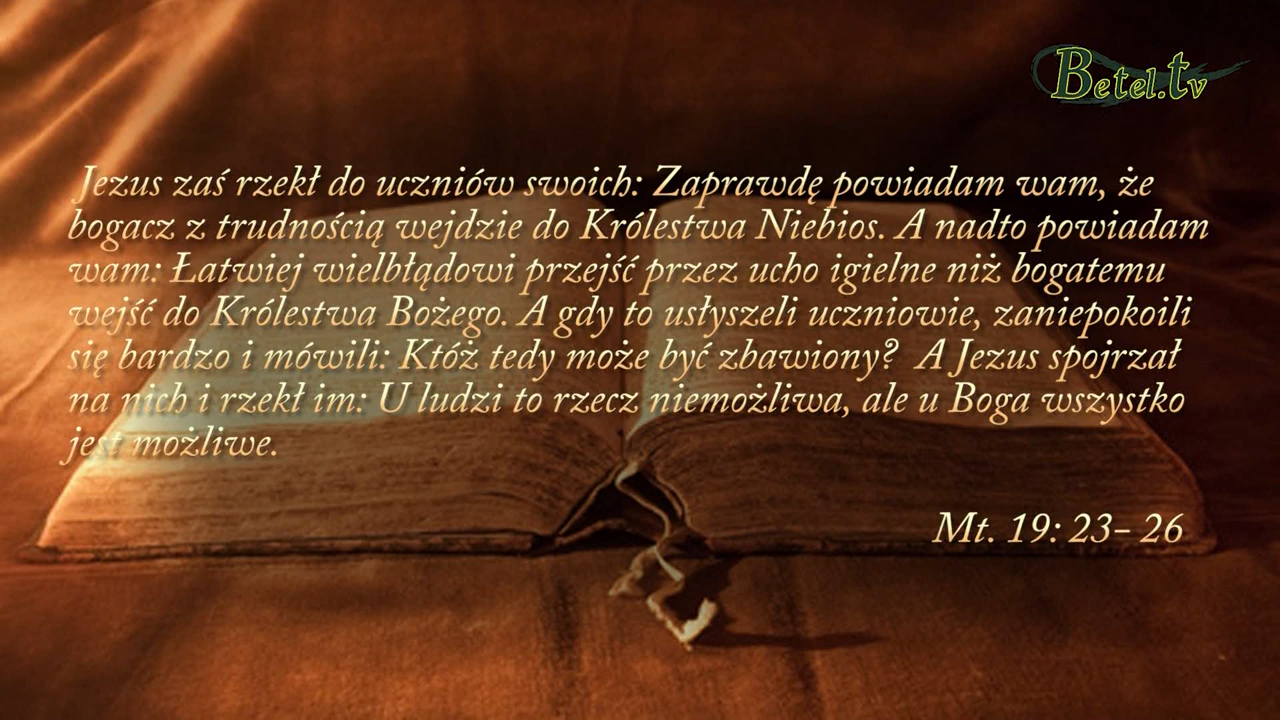 Betel.tv
Jezus zaś rzekł do uczniów swoich: Zaprawdę powiadam wam, że
bogacz z trudnością wejdzie do Królestwa Niebios. A nadto powiadam
wam: Łatwiej wielbłądowi przejść przez ucho igielne niż bogatemu
wejść do Królestwa Bożego. A gdy to usłyszeli uczniowie, zaniepokoili
się bardzo i mówili: Któż tedy może być zbawiony? A Jezus spojrzał
na nich i rzekł im: U ludzi to rzecz niemożliwa, ale u Boga wszystko
jest możliwe.
Mt. 19: 23- 26